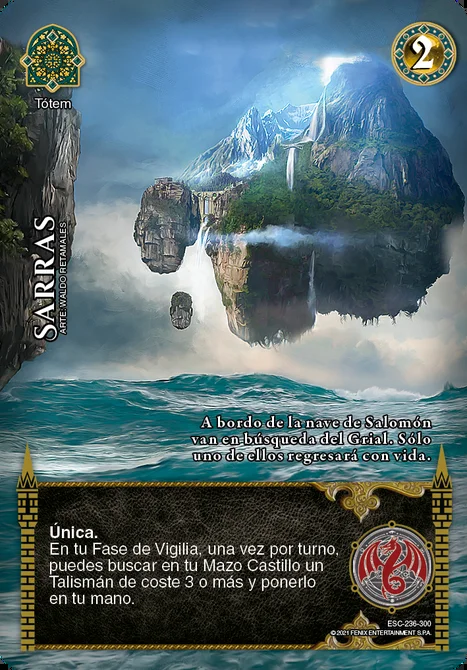 2
Tótem
SARRAS
ARTE: WALDO RETAMALES
A bordo de la nave de Salomón
van en búsqueda del Grial. Sólo
uno de ellos regresará con vida.
Única.
En tu Fase de Vigilia, una vez por turno,
puedes buscar en tu Mazo Castillo un
Talismán de coste 3 o más y ponerlo
en tu mano.
ESC-236-300
© 2021 FENIX ENTERTAINMENT S.P.A.